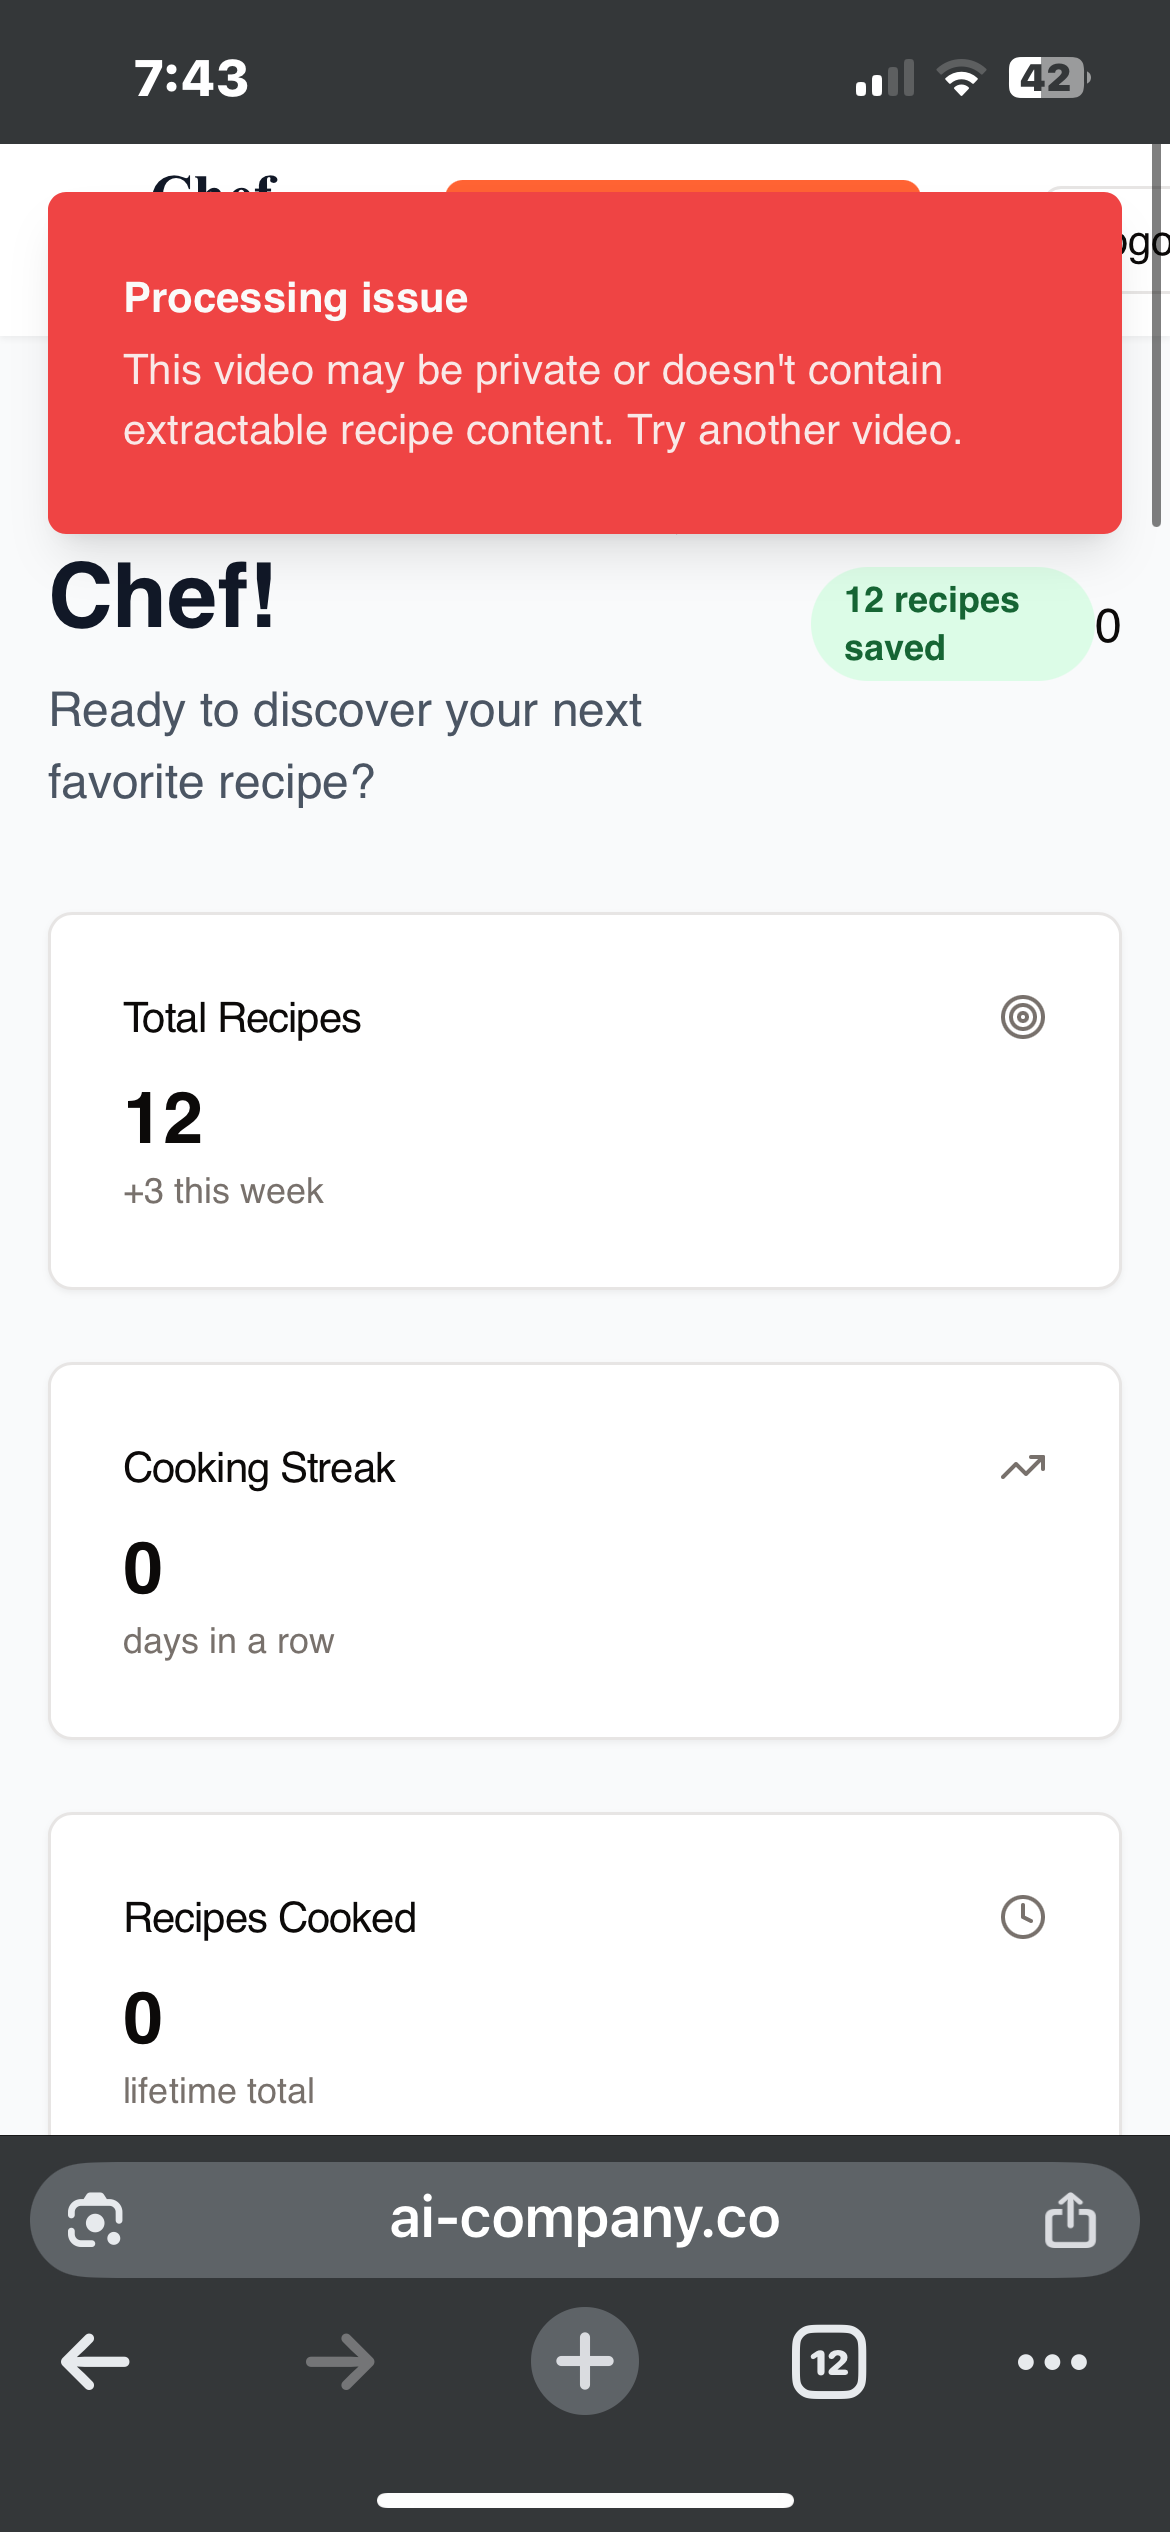 7:43
42
Chef
Processing issue
This video may be private or doesn't contain
extractable recipe content. Try another video.
Chef!
12 recipes
saved
0
Ready to discover your next
favorite recipe?
Total Recipes
12
+3 this week
Cooking Streak
0
days in a row
Recipes Cooked
0
lifetime total
ai-company.co
12